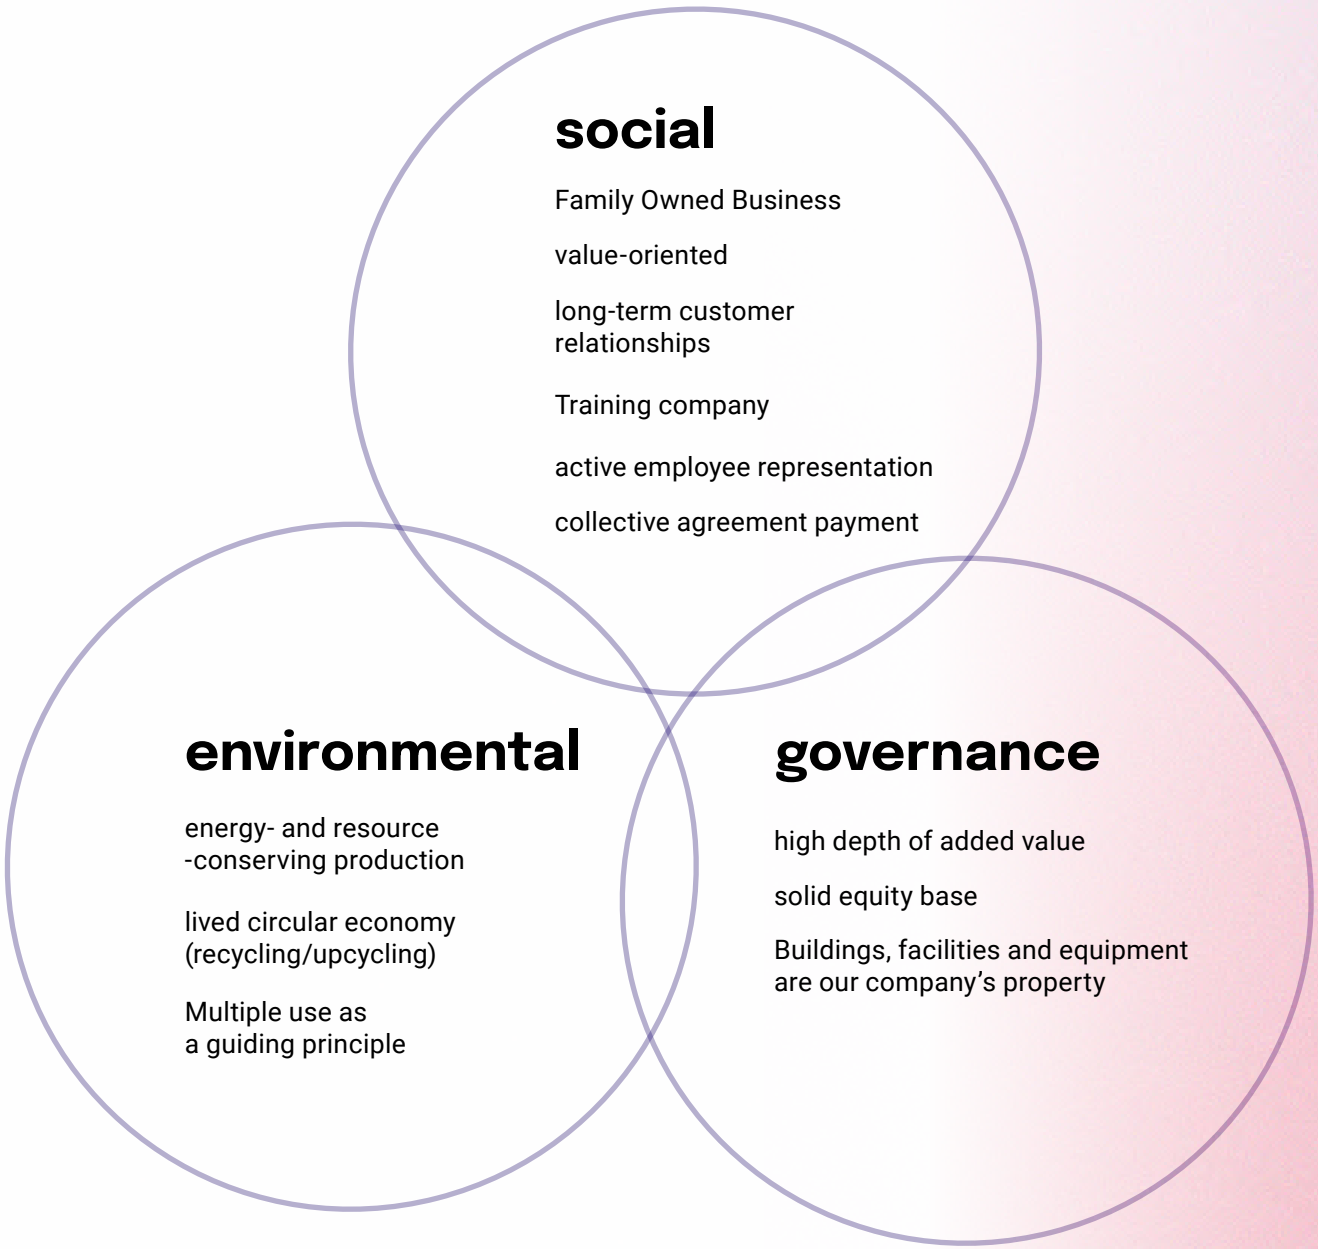 social
Family Owned Business
value-oriented
long-term customer
relationships
Training company
active employee representation
collective agreement payment
environmental
energy- and resource
-conserving production
lived circular economy
(recycling/upcycling)
Multiple use as
a guiding principle
governance
high depth of added value
solid equity base
Buildings, facilities and equipment
are our company’s property